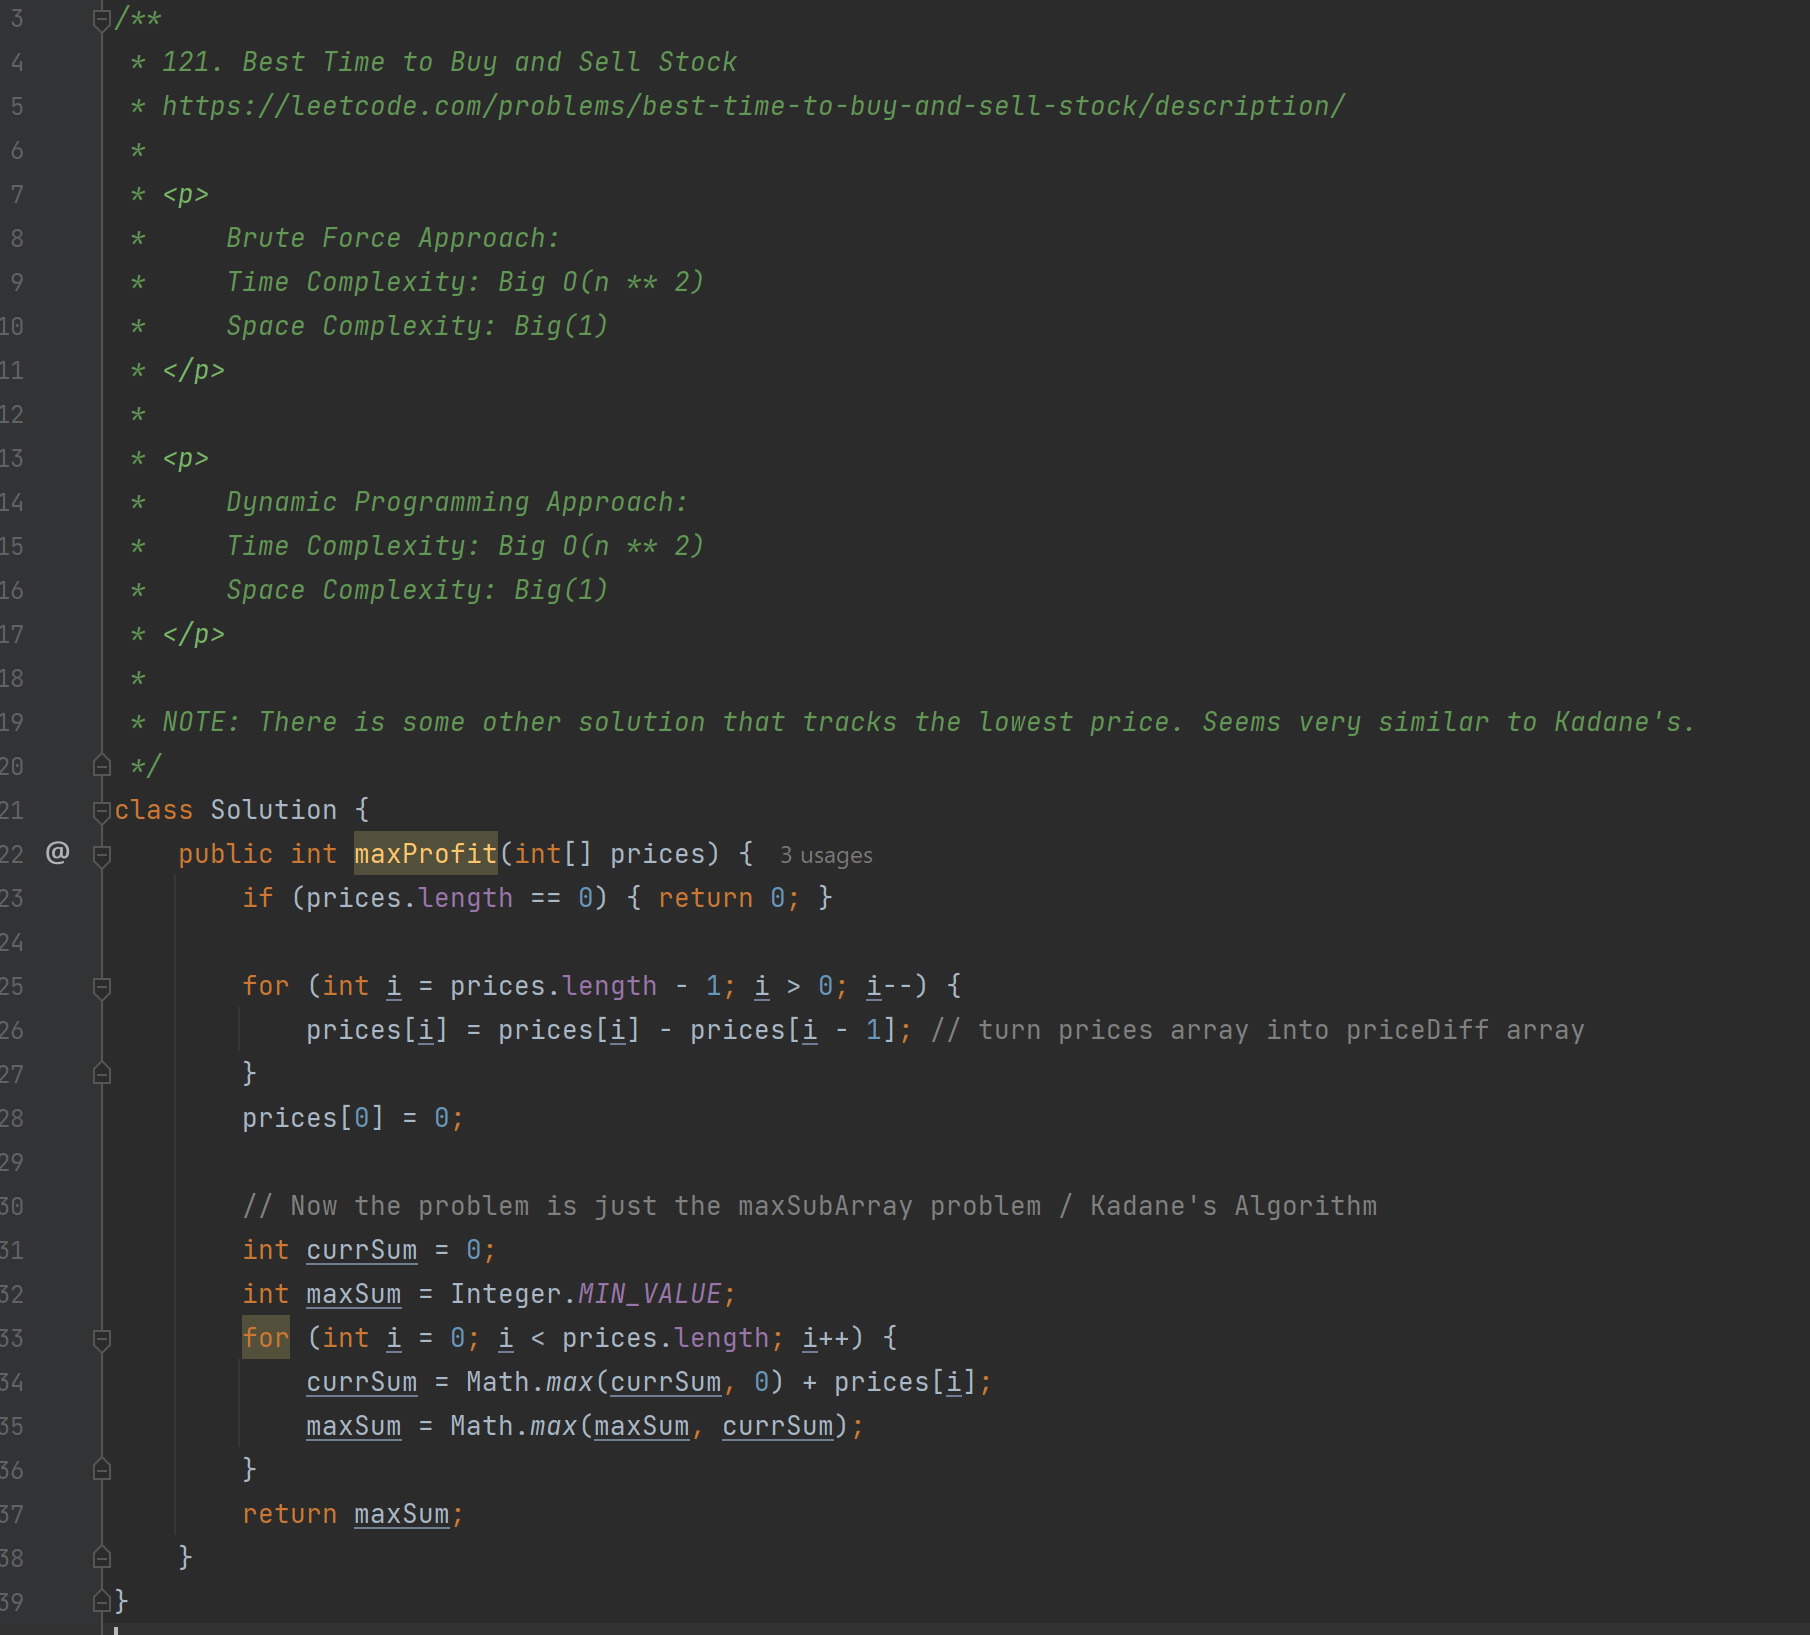 3 /**
4  * 121. Best Time to Buy and Sell Stock
5  * https://leetcode.com/problems/best-time-to-buy-and-sell-stock/description/
6  *
7  * <p>
8  *     Brute Force Approach:
9  *     Time Complexity: Big O(n ** 2)
10  *     Space Complexity: Big(1)
11  * </p>
12  *
13  * <p>
14  *     Dynamic Programming Approach:
15  *     Time Complexity: Big O(n ** 2)
16  *     Space Complexity: Big(1)
17  * </p>
18  *
19  * NOTE: There is some other solution that tracks the lowest price. Seems very similar to Kadane's.
20  */
21 class Solution {
22 @     public int maxProfit(int[] prices) {  3 usages
23         if (prices.length == 0) { return 0; }
24
25         for (int i = prices.length - 1; i > 0; i--) {
26             prices[i] = prices[i] - prices[i - 1]; // turn prices array into priceDiff array
27         }
28         prices[0] = 0;
29
30         // Now the problem is just the maxSubArray problem / Kadane's Algorithm
31         int currSum = 0;
32         int maxSum = Integer.MIN_VALUE;
33         for (int i = 0; i < prices.length; i++) {
34             currSum = Math.max(currSum, 0) + prices[i];
35             maxSum = Math.max(maxSum, currSum);
36         }
37         return maxSum;
38     }
39 }